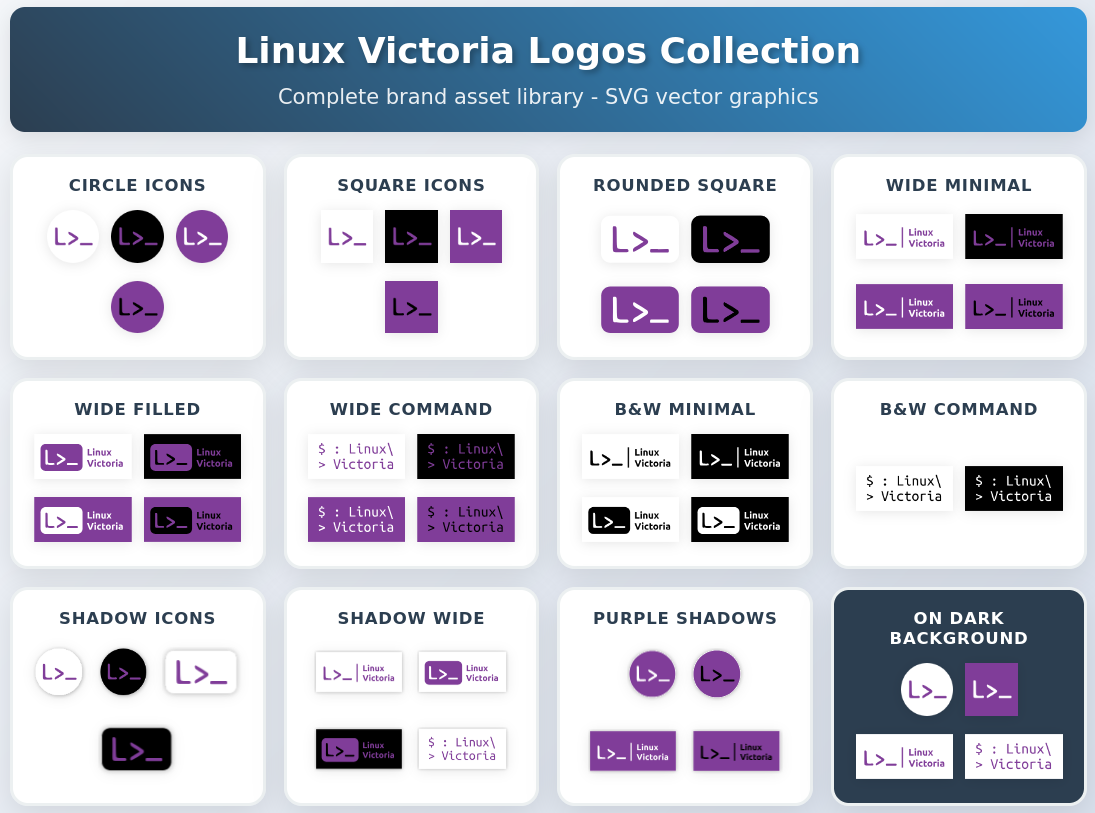 Linux Victoria Logos Collection
Complete brand asset library - SVG vector graphics
CIRCLE ICONS
L>_
L>_
L>_
L>_
SQUARE ICONS
L>_
L>_
L>_
L>_
ROUNDED SQUARE
L>_
L>_
L>_
L>_
WIDE MINIMAL
L>_| Linux
Victoria
L>_| Linux
Victoria
L>_| Linux
Victoria
L>_| Linux
Victoria
WIDE FILLED
L>_ Linux
Victoria
L>_ Linux
Victoria
L>_ Linux
Victoria
L>_ Linux
Victoria
WIDE COMMAND
$ : Linux\
> Victoria
$ : Linux\
> Victoria
$ : Linux\
> Victoria
$ : Linux\
> Victoria
B&W MINIMAL
L>_| Linux
Victoria
L>_| Linux
Victoria
L>_ Linux
Victoria
L>_ Linux
Victoria
B&W COMMAND
$ : Linux\
> Victoria
$ : Linux\
> Victoria
SHADOW ICONS
L>_
L>_
L>_
L>_
SHADOW WIDE
L>_| Linux
Victoria
L>_ Linux
Victoria
L>_ Linux
Victoria
$ : Linux\
> Victoria
PURPLE SHADOWS
L>_
L>_
L>_| Linux
Victoria
L>_| Linux
Victoria
ON DARK
BACKGROUND
L>_
L>_
L>_| Linux
Victoria
$ : Linux\
> Victoria